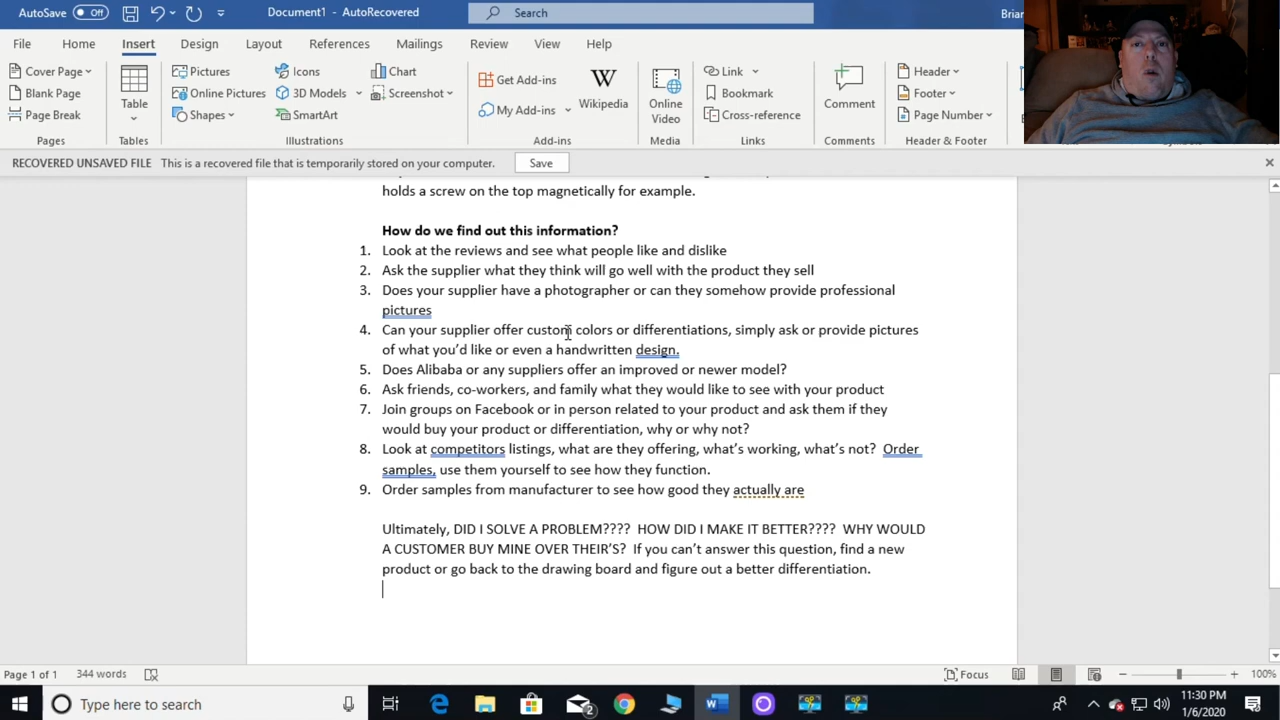 AutoSave Off Document1 - AutoRecovered Search Brian
File Home Insert Design Layout References Mailings Review View Help
Cover Page
Blank Page
Page Break
Pages
Table
Tables
Pictures
Online Pictures
Shapes
Icons
3D Models
SmartArt
Chart
Screenshot
Illustrations
Get Add-ins
My Add-ins
W
Wikipedia
Add-ins
Online
Video
Media
Link
Bookmark
Cross-reference
Links
Comment
Comments
Header
Footer
Page Number
Header & Footer
RECOVERED UNSAVED FILE This is a recovered file that is temporarily stored on your computer. Save
holds a screw on the top magnetically for example.
How do we find out this information?
1. Look at the reviews and see what people like and dislike
2. Ask the supplier what they think will go well with the product they sell
3. Does your supplier have a photographer or can they somehow provide professional
pictures
4. Can your supplier offer custom colors or differentiations, simply ask or provide pictures
of what you'd like or even a handwritten design.
5. Does Alibaba or any suppliers offer an improved or newer model?
6. Ask friends, co-workers, and family what they would like to see with your product
7. Join groups on Facebook or in person related to your product and ask them if they
would buy your product or differentiation, why or why not?
8. Look at competitors listings, what are they offering, what's working, what's not? Order
samples, use them yourself to see how they function.
9. Order samples from manufacturer to see how good they actually are
Ultimately, DID I SOLVE A PROBLEM???? HOW DID I MAKE IT BETTER???? WHY WOULD
A CUSTOMER BUY MINE OVER THEIR'S? If you can't answer this question, find a new
product or go back to the drawing board and figure out a better differentiation.
Page 1 of 1 344 words Focus 100%
Type here to search 2 11:30 PM
1/6/2020